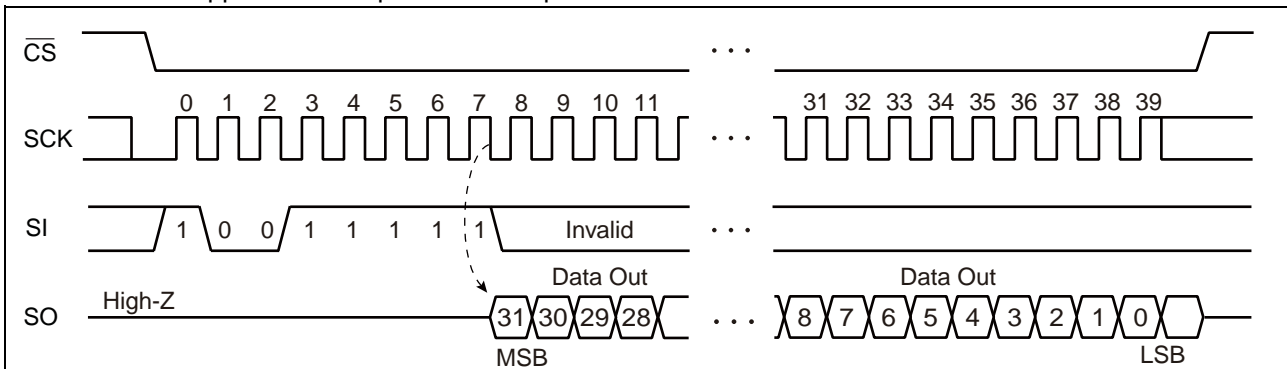 CS
0 1 2 3 4 5 6 7 8 9 10 11 31 32 33 34 35 36 37 38 39
SCK
SI 1 0 0 1 1 1 1 1 Invalid
Data Out Data Out
High-Z
SO 31 30 29 28 8 7 6 5 4 3 2 1 0
MSB LSB